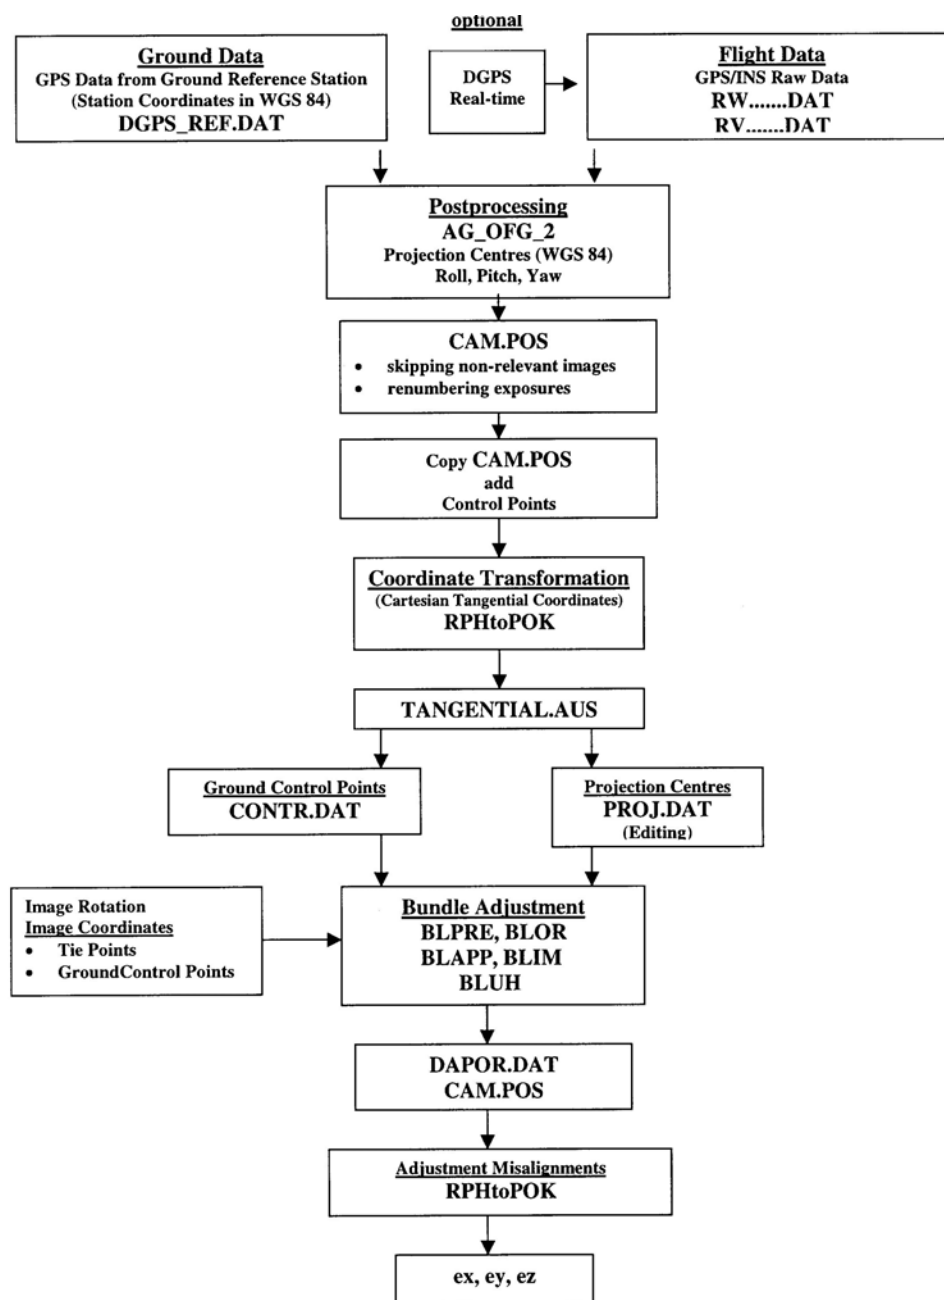 optional
Ground Data
GPS Data from Ground Reference Station
(Station Coordinates in WGS 84)
DGPS_REF.DAT
DGPS
Real-time
Flight Data
GPS/INS Raw Data
RW.......DAT
RV.......DAT
Postprocessing
AG_OFG_2
Projection Centres (WGS 84)
Roll, Pitch, Yaw
CAM.POS
• skipping non-relevant images
• renumbering exposures
Copy CAM.POS
add
Control Points
Coordinate Transformation
(Cartesian Tangential Coordinates)
RPHtoPOK
TANGENTIAL.AUS
Ground Control Points
CONTR.DAT
Projection Centres
PROJ.DAT
(Editing)
Image Rotation
Image Coordinates
• Tie Points
• GroundControl Points
Bundle Adjustment
BLPRE, BLOR
BLAPP, BLIM
BLUH
DAPOR.DAT
CAM.POS
Adjustment Misalignments
RPHtoPOK
ex, ey, ez